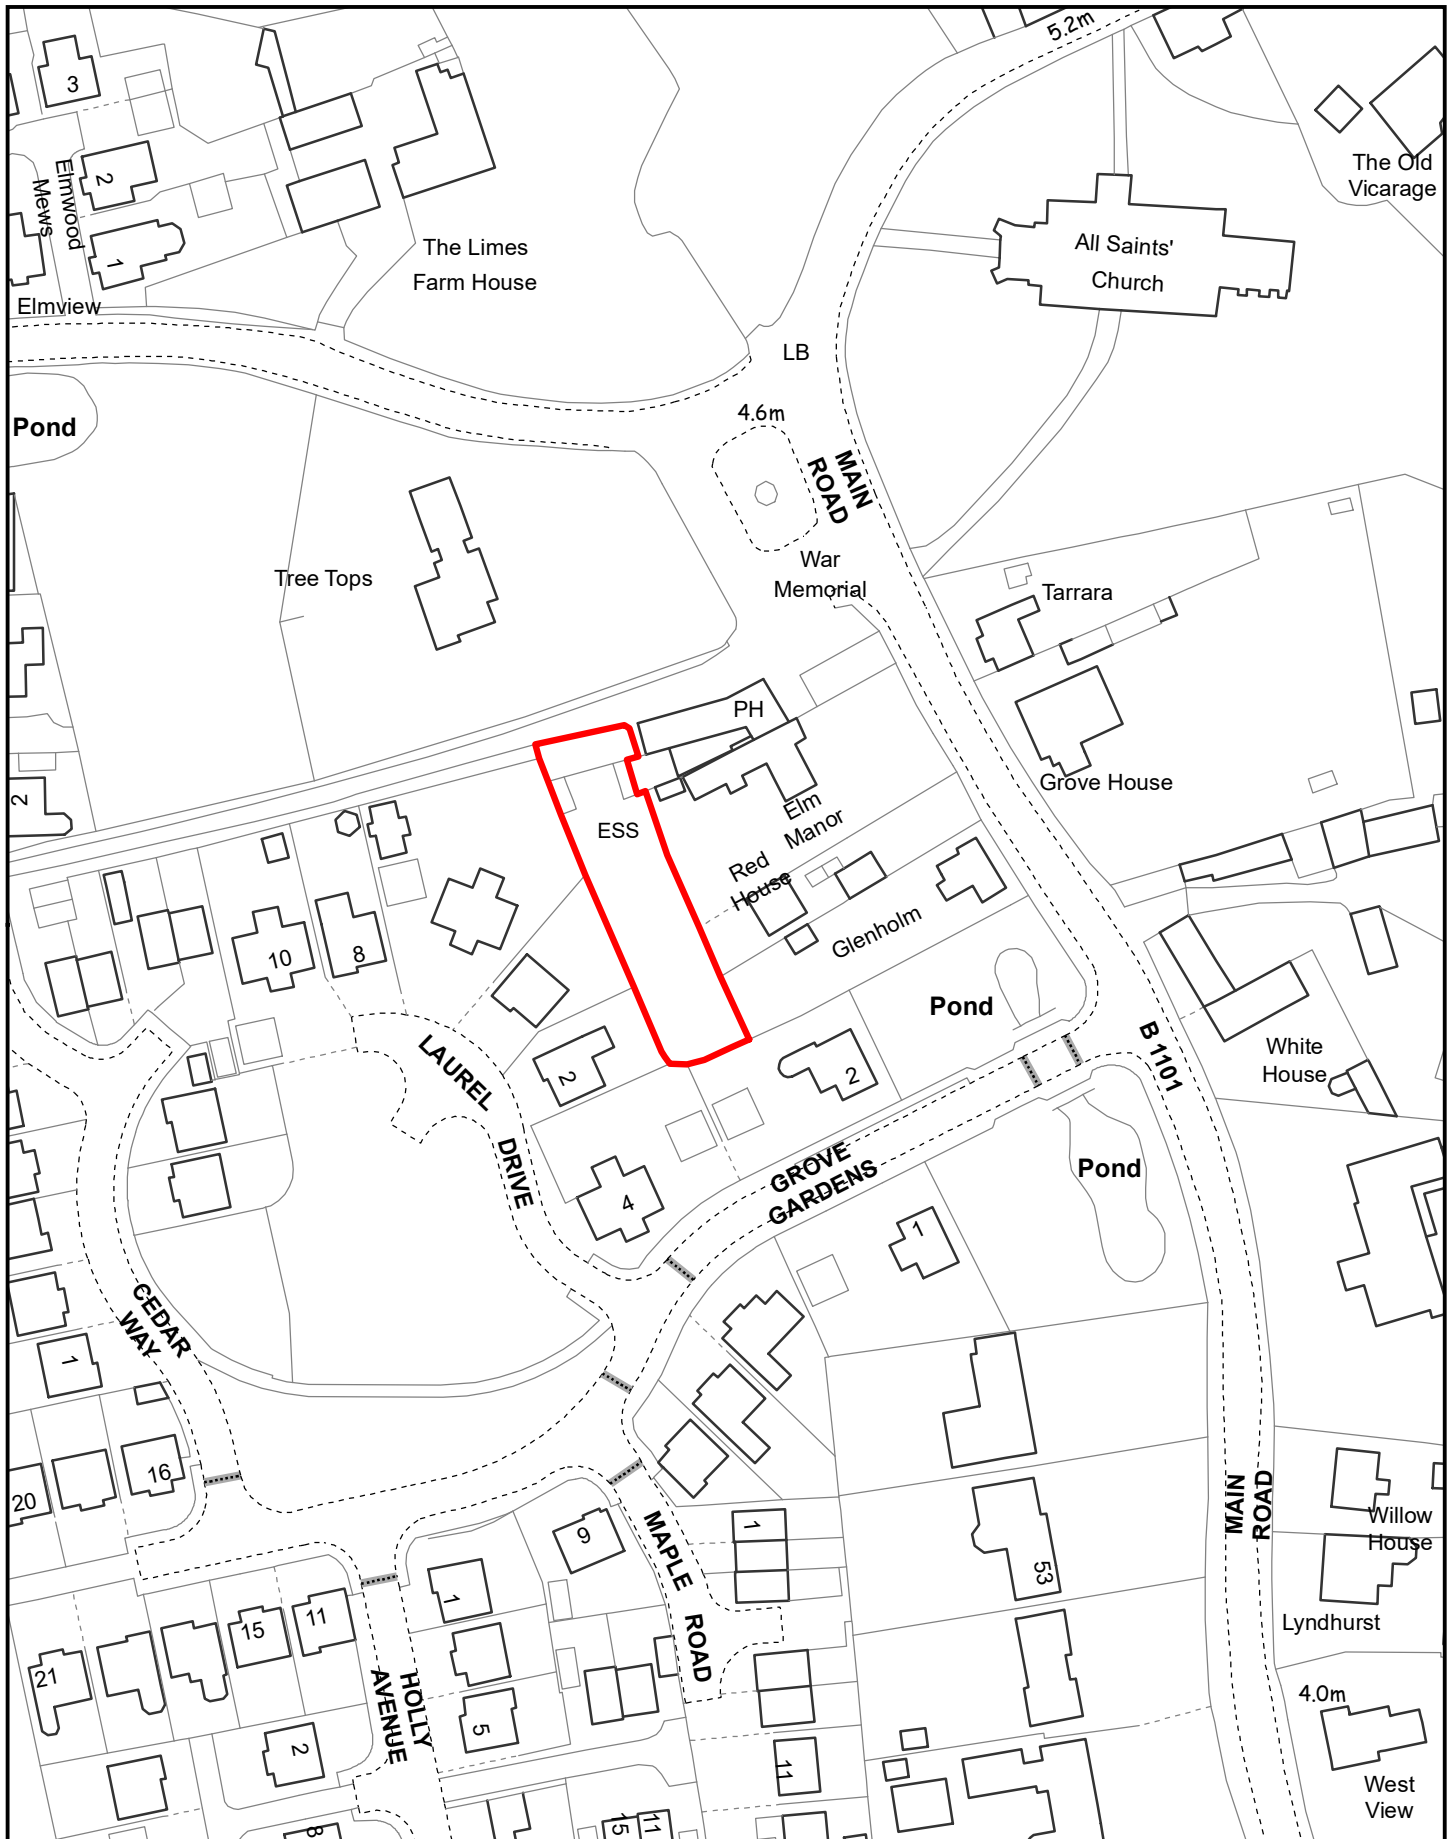 5.2m
3
The Old
Vicarage
2
Elmwood
Mews
1
All Saints'
Church
The Limes
Farm House
Elmview
LB
4.6m
Pond
MAIN
ROAD
War
Memorial
Tree Tops
Tarrara
PH
Grove House
2
ESS
Elm
Manor
Red
House
Glenholm
10
8
Pond
LAUREL
DRIVE
2
2
B 1101
White
House
GROVE
GARDENS
Pond
4
1
CEDAR
WAY
1
16
20
MAIN
ROAD
Willow
House
9
MAPLE
ROAD
1
53
1
Lyndhurst
15
11
21
HOLLY
AVENUE
5
2
4.0m
11
West
View
8
15
11